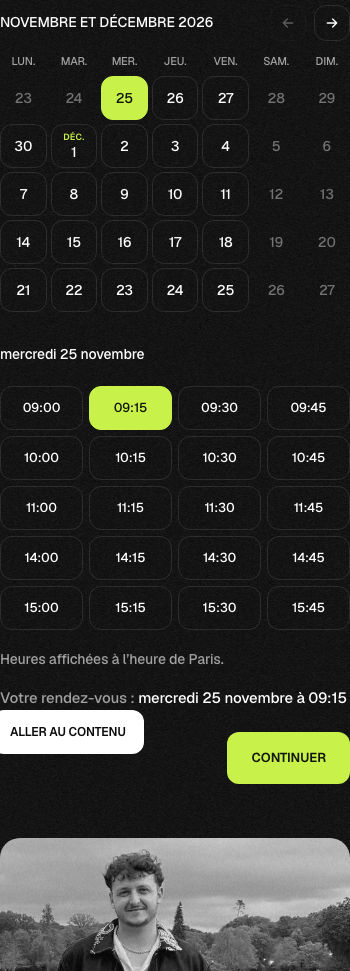 NOVEMBRE ET DÉCEMBRE 2026
← →
LUN. MAR. MER. JEU. VEN. SAM. DIM.
23 24 25 26 27 28 29
30 DÉC. 1 2 3 4 5 6
7 8 9 10 11 12 13
14 15 16 17 18 19 20
21 22 23 24 25 26 27
mercredi 25 novembre
09:00 09:15 09:30 09:45
10:00 10:15 10:30 10:45
11:00 11:15 11:30 11:45
14:00 14:15 14:30 14:45
15:00 15:15 15:30 15:45
Heures affichées à l'heure de Paris.
Votre rendez-vous : mercredi 25 novembre à 09:15
ALLER AU CONTENU
CONTINUER